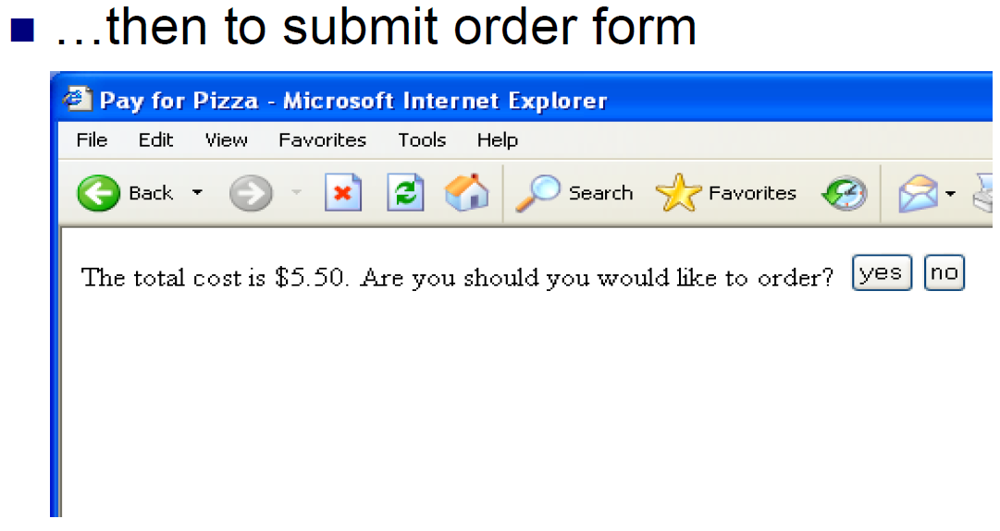 …then to submit order form
Pay for Pizza - Microsoft Internet Explorer
File Edit View Favorites Tools Help
Back Search Favorites
The total cost is $5.50. Are you should you would like to order? yes no